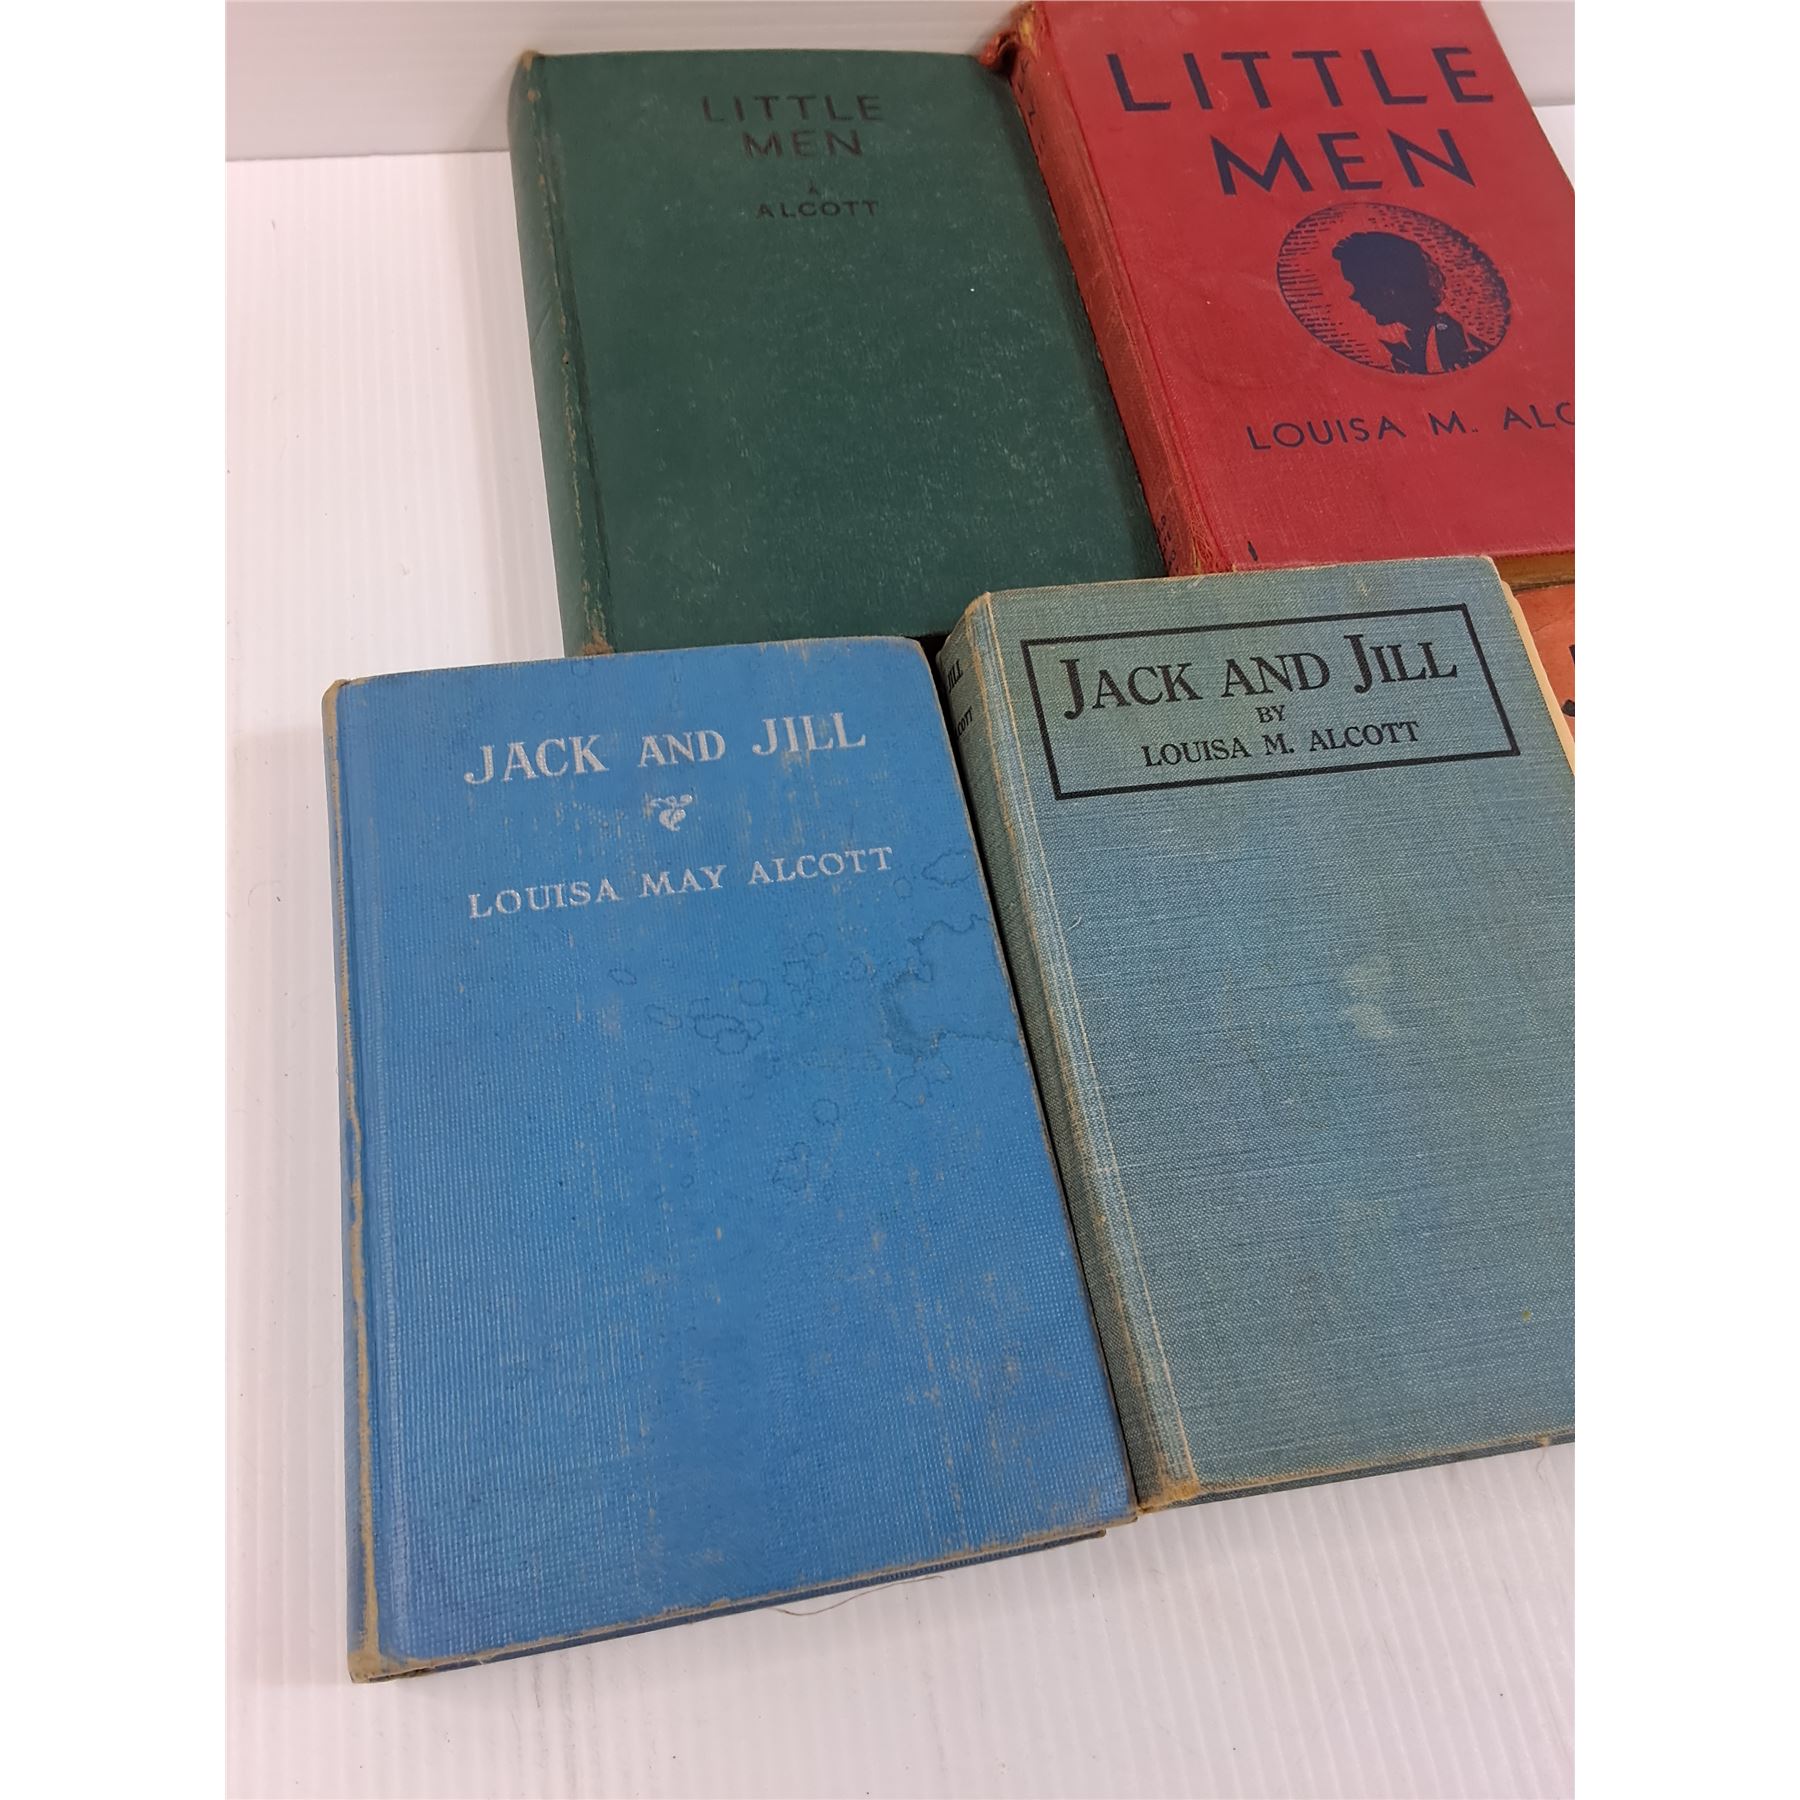 LITTLE
MEN
ALCOTT
LITTLE
MEN
LOUISA M. ALC
JACK AND JILL
LOUISA MAY ALCOTT
JILL
JACK AND JILL
BY
LOUISA M. ALCOTT